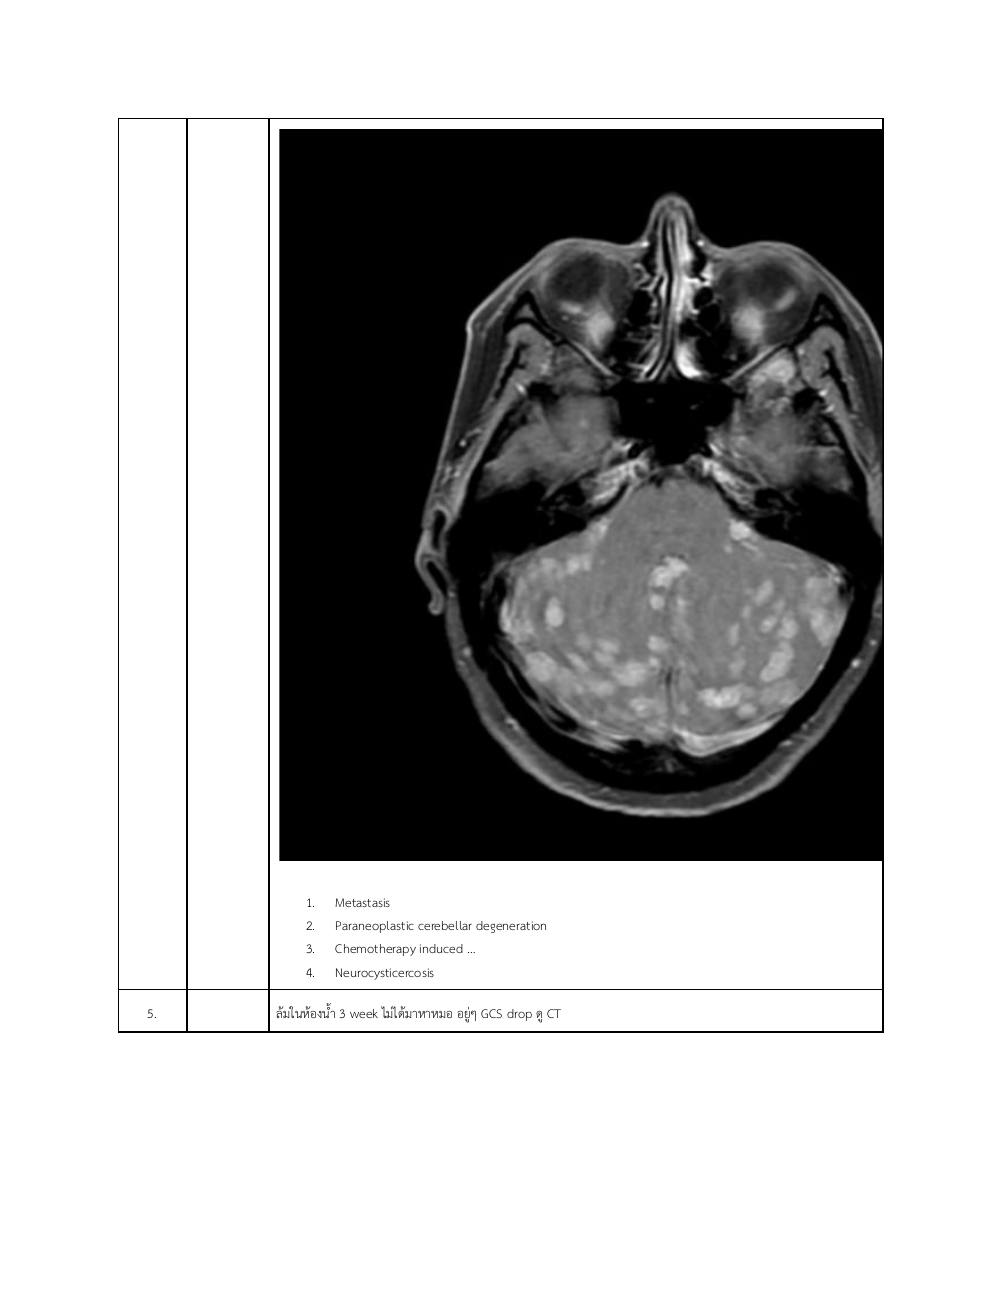 1. Metastasis
2. Paraneoplastic cerebellar degeneration
3. Chemotherapy induced ...
4. Neurocysticercosis
5. ล้มในห้องน้ำ 3 week ไม่ได้มาหาหมอ อยู่ๆ GCS drop ดู CT